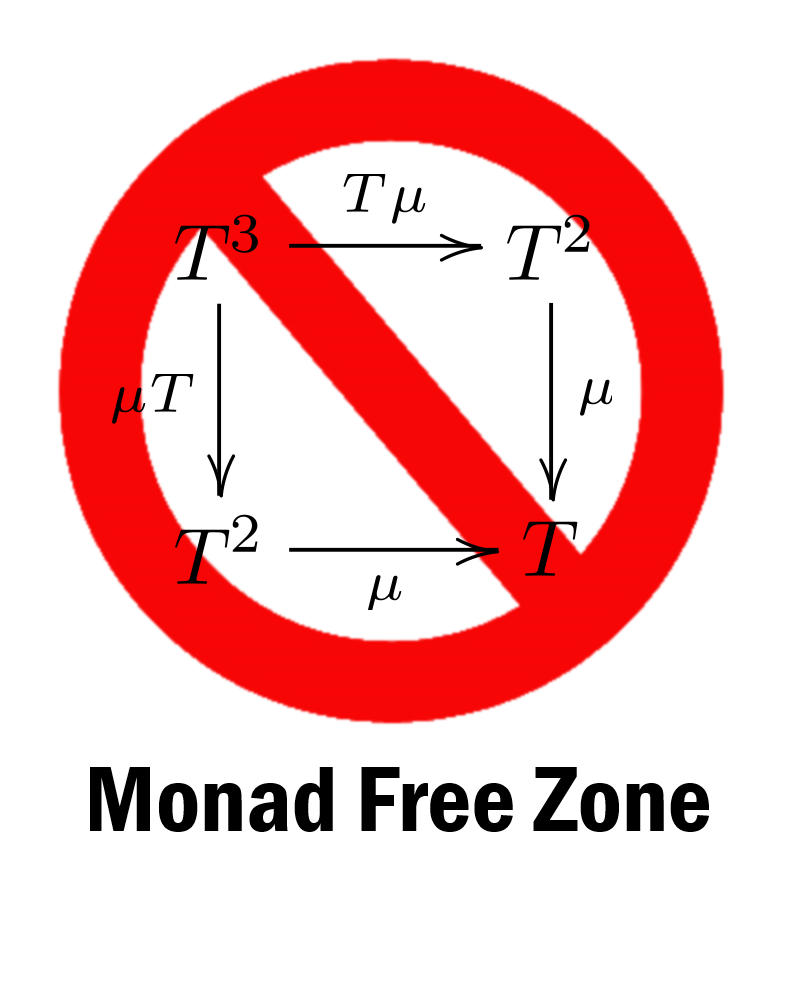 Tμ
T³ T²
μT μ
T² T
μ
Monad Free Zone